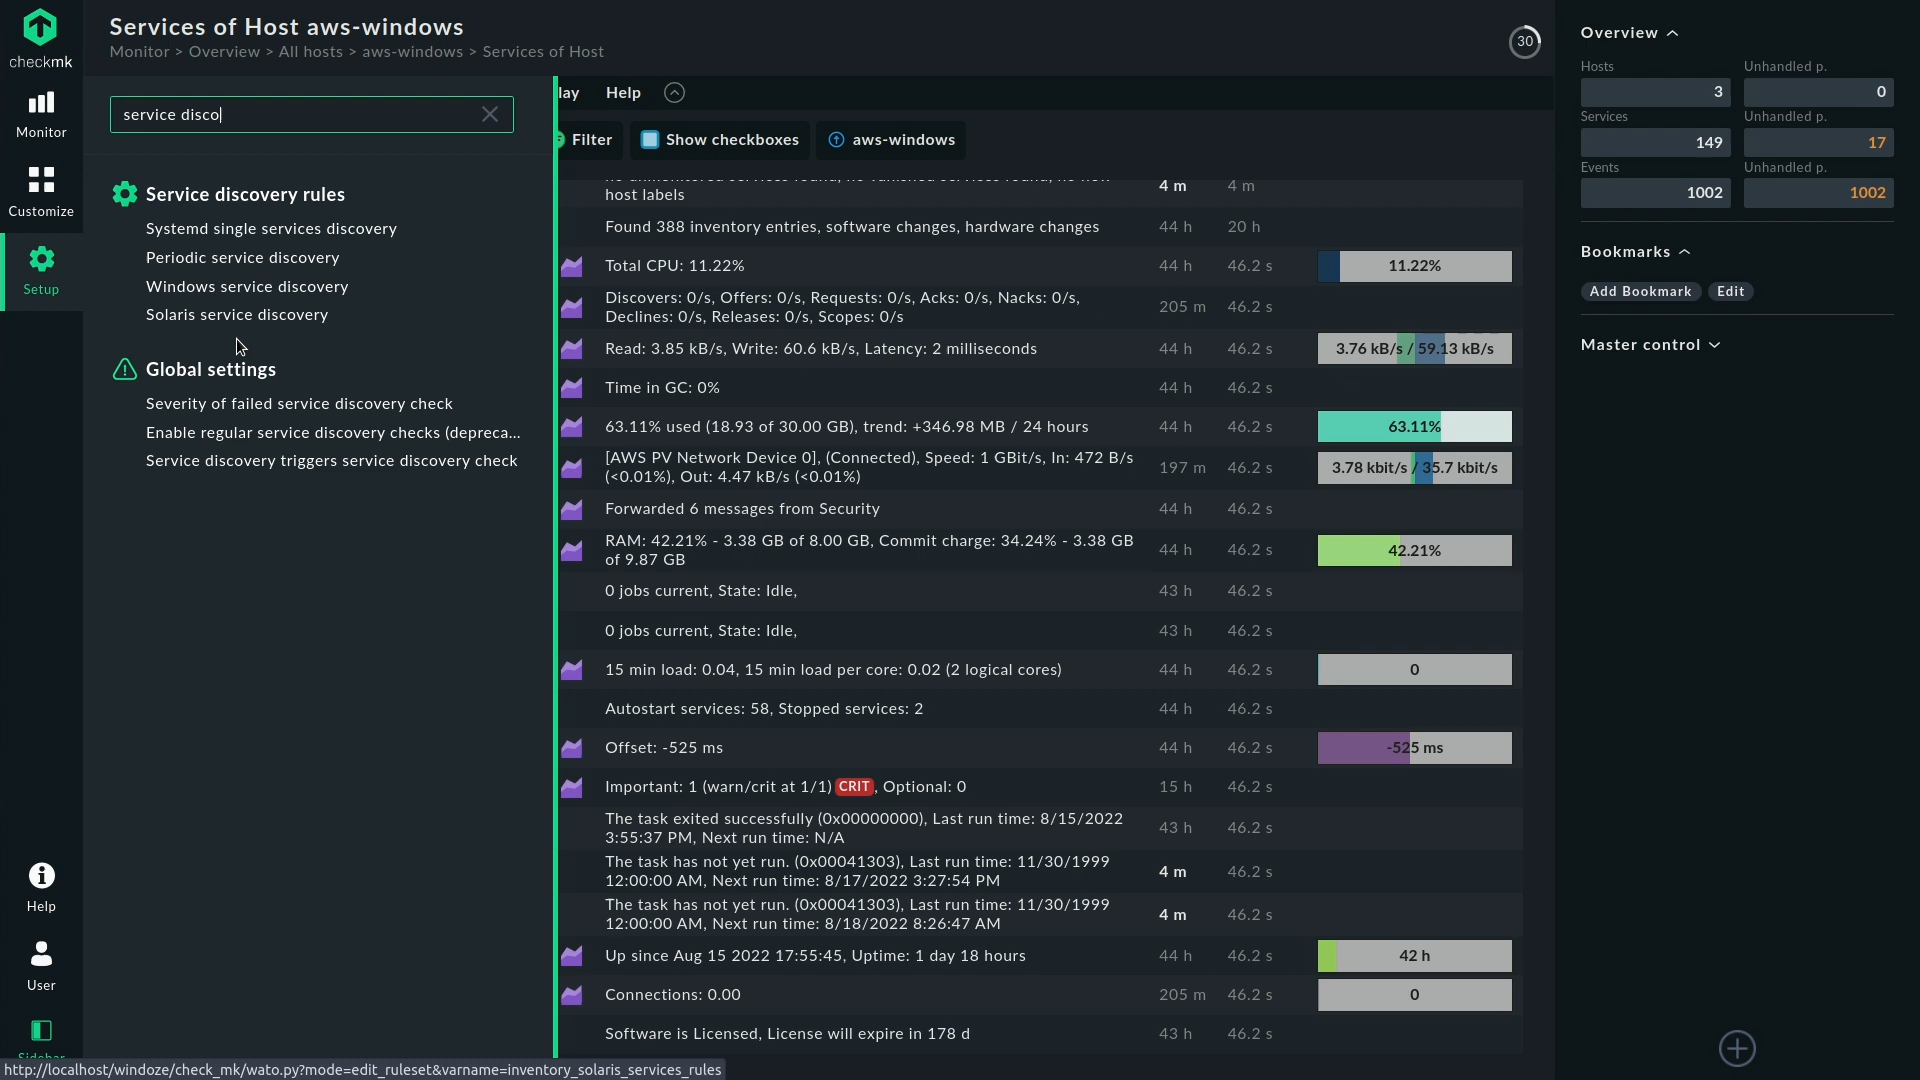 checkmk
Monitor
Customize
Setup
Help
User
Sidebar
Services of Host aws-windows
Monitor > Overview > All hosts > aws-windows > Services of Host
30
service disco
Service discovery rules
Systemd single services discovery
Periodic service discovery
Windows service discovery
Solaris service discovery
Global settings
Severity of failed service discovery check
Enable regular service discovery checks (depreca...
Service discovery triggers service discovery check
lay Help
Filter Show checkboxes aws-windows
no unmonitored services found, no vanished services found, no new
host labels 4 m 4 m
Found 388 inventory entries, software changes, hardware changes 44 h 20 h
Total CPU: 11.22% 44 h 46.2 s 11.22%
Discovers: 0/s, Offers: 0/s, Requests: 0/s, Acks: 0/s, Nacks: 0/s,
Declines: 0/s, Releases: 0/s, Scopes: 0/s 205 m 46.2 s
Read: 3.85 kB/s, Write: 60.6 kB/s, Latency: 2 milliseconds 44 h 46.2 s 3.76 kB/s / 59.13 kB/s
Time in GC: 0% 44 h 46.2 s
63.11% used (18.93 of 30.00 GB), trend: +346.98 MB / 24 hours 44 h 46.2 s 63.11%
[AWS PV Network Device 0], (Connected), Speed: 1 GBit/s, In: 472 B/s
(<0.01%), Out: 4.47 kB/s (<0.01%) 197 m 46.2 s 3.78 kbit/s / 35.7 kbit/s
Forwarded 6 messages from Security 44 h 46.2 s
RAM: 42.21% - 3.38 GB of 8.00 GB, Commit charge: 34.24% - 3.38 GB
of 9.87 GB 44 h 46.2 s 42.21%
0 jobs current, State: Idle, 43 h 46.2 s
0 jobs current, State: Idle, 43 h 46.2 s
15 min load: 0.04, 15 min load per core: 0.02 (2 logical cores) 44 h 46.2 s 0
Autostart services: 58, Stopped services: 2 44 h 46.2 s
Offset: -525 ms 44 h 46.2 s -525 ms
Important: 1 (warn/crit at 1/1) CRIT, Optional: 0 15 h 46.2 s
The task exited successfully (0x00000000), Last run time: 8/15/2022
3:55:37 PM, Next run time: N/A 43 h 46.2 s
The task has not yet run. (0x00041303), Last run time: 11/30/1999
12:00:00 AM, Next run time: 8/17/2022 3:27:54 PM 4 m 46.2 s
The task has not yet run. (0x00041303), Last run time: 11/30/1999
12:00:00 AM, Next run time: 8/18/2022 8:26:47 AM 4 m 46.2 s
Up since Aug 15 2022 17:55:45, Uptime: 1 day 18 hours 44 h 46.2 s 42 h
Connections: 0.00 205 m 46.2 s 0
Software is Licensed, License will expire in 178 d 43 h 46.2 s
Overview
Hosts Unhandled p.
3 0
Services Unhandled p.
149 17
Events Unhandled p.
1002 1002
Bookmarks
Add Bookmark Edit
Master control
http://localhost/windoze/check_mk/wato.py?mode=edit_ruleset&varname=inventory_solaris_services_rules